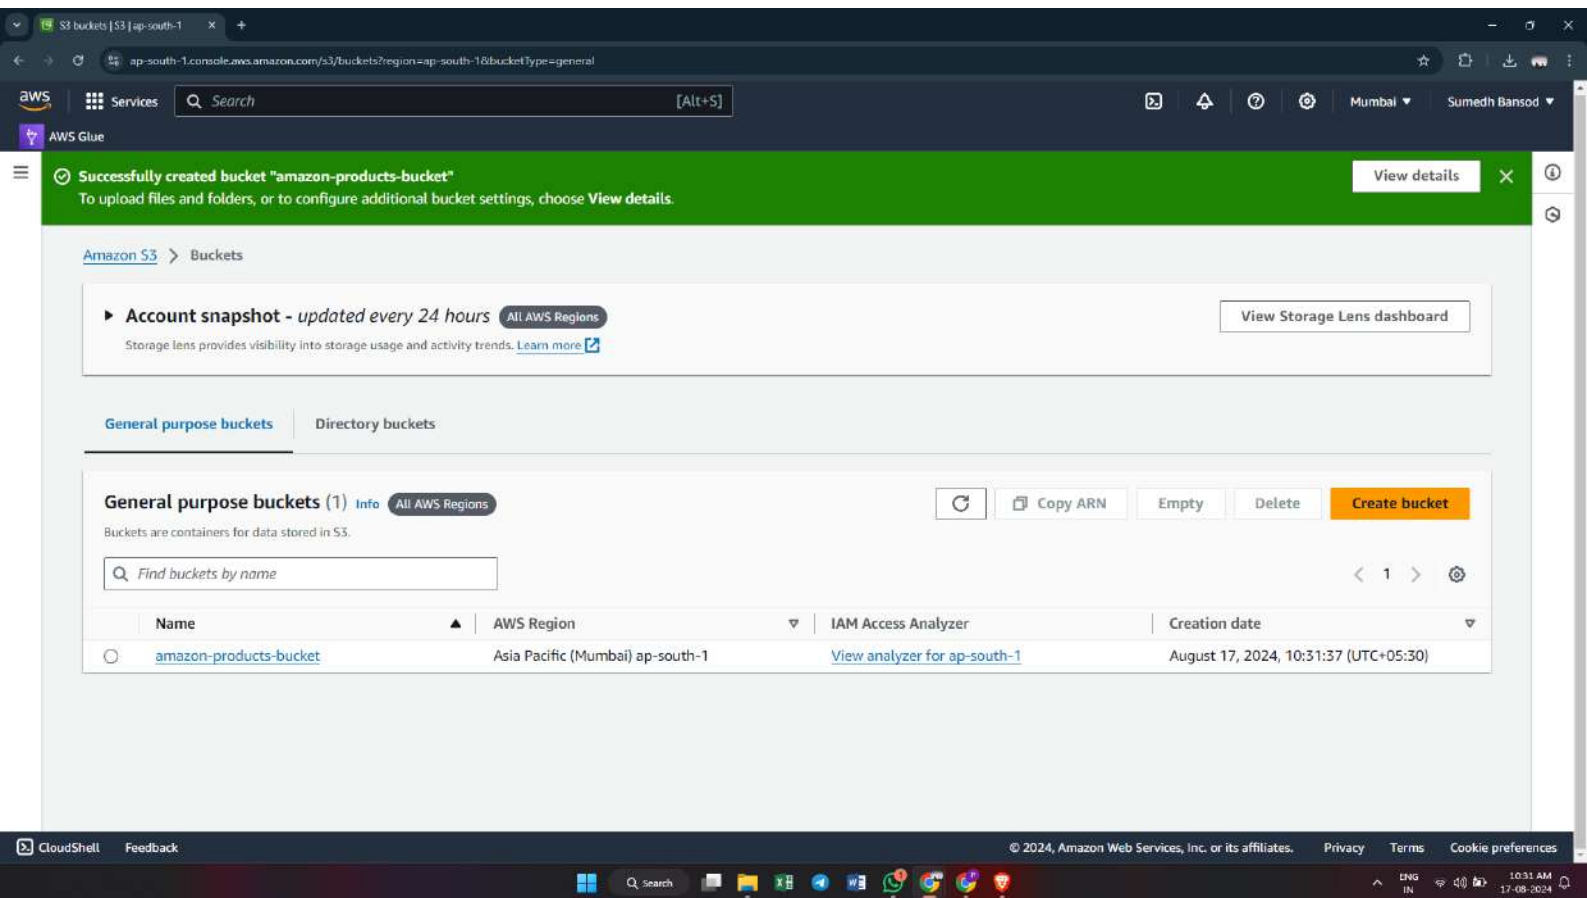 S3 buckets | S3 | ap-south-1
ap-south-1.console.aws.amazon.com/s3/buckets?region=ap-south-1&bucketType=general
aws Services Search [Alt+S] Mumbai Sumedh Bansod
AWS Glue
Successfully created bucket "amazon-products-bucket"
To upload files and folders, or to configure additional bucket settings, choose View details.
View details
Amazon S3 > Buckets
Account snapshot - updated every 24 hours All AWS Regions
Storage lens provides visibility into storage usage and activity trends. Learn more
View Storage Lens dashboard
General purpose buckets Directory buckets
General purpose buckets (1) Info All AWS Regions
Copy ARN Empty Delete Create bucket
Buckets are containers for data stored in S3.
Find buckets by name
1
Name AWS Region IAM Access Analyzer Creation date
amazon-products-bucket Asia Pacific (Mumbai) ap-south-1 View analyzer for ap-south-1 August 17, 2024, 10:31:37 (UTC+05:30)
CloudShell Feedback © 2024, Amazon Web Services, Inc. or its affiliates. Privacy Terms Cookie preferences
Search
ENG
IN
10:31 AM
17-08-2024